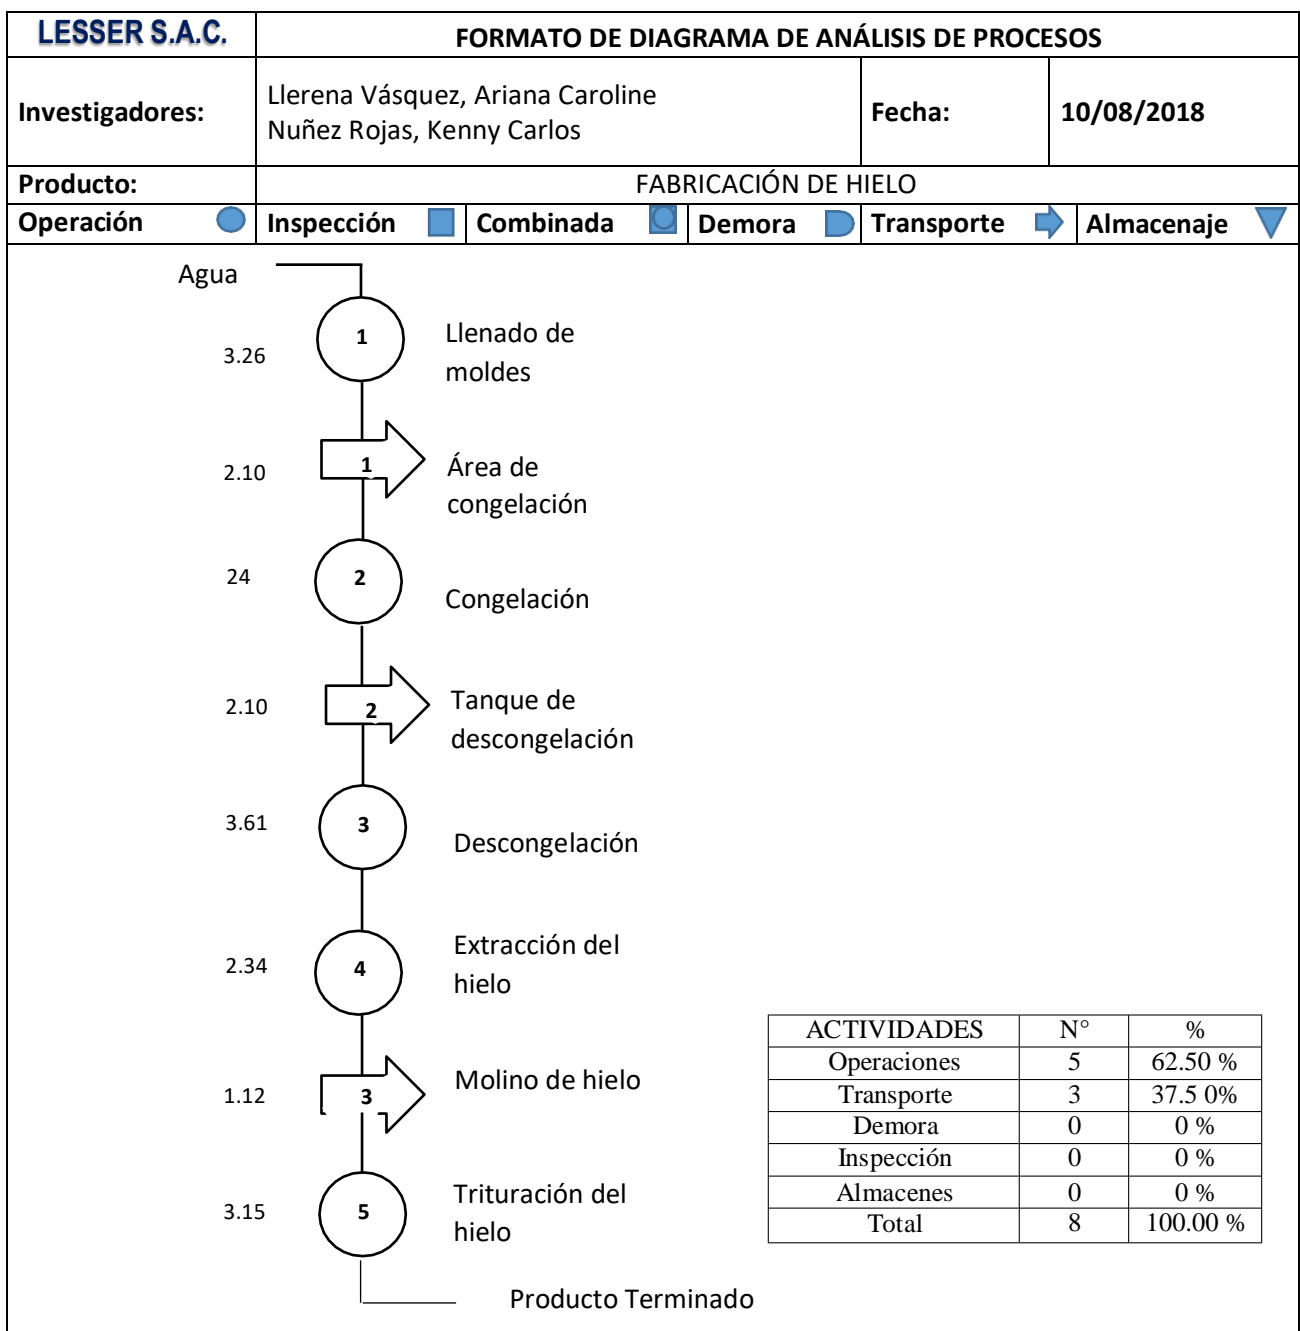 LESSER S.A.C.
FORMATO DE DIAGRAMA DE ANÁLISIS DE PROCESOS
Investigadores:
Llerena Vásquez, Ariana Caroline
Nuñez Rojas, Kenny Carlos
Fecha:
10/08/2018
Producto:
FABRICACIÓN DE HIELO
Operación
Inspección
Combinada
Demora
Transporte
Almacenaje
Agua
3.26
1
Llenado de
moldes
2.10
1
Área de
congelación
24
2
Congelación
2.10
2
Tanque de
descongelación
3.61
3
Descongelación
2.34
4
Extracción del
hielo
1.12
3
Molino de hielo
3.15
5
Trituración del
hielo
Producto Terminado
ACTIVIDADES N° %
Operaciones 5 62.50 %
Transporte 3 37.5 0%
Demora 0 0 %
Inspección 0 0 %
Almacenes 0 0 %
Total 8 100.00 %